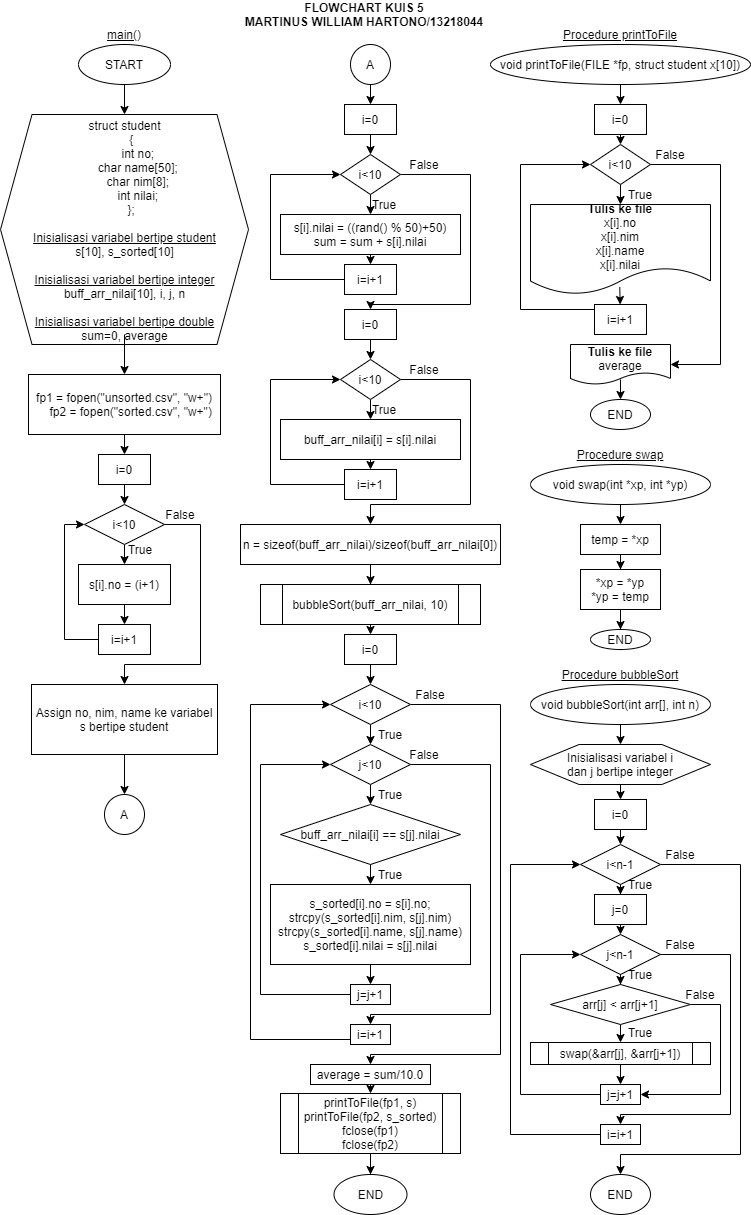 FLOWCHART KUIS 5
MARTINUS WILLIAM HARTONO/13218044
main()
START
struct student
{
int no;
char name[50];
char nim[8];
int nilai;
};
Inisialisasi variabel bertipe student
s[10], s_sorted[10]
Inisialisasi variabel bertipe integer
buff_arr_nilai[10], i, j, n
Inisialisasi variabel bertipe double
sum=0, average
fp1 = fopen("unsorted.csv", "w+")
fp2 = fopen("sorted.csv", "w+")
i=0
i<10
False
True
s[i].no = (i+1)
i=i+1
Assign no, nim, name ke variabel
s bertipe student
A
A
i=0
i<10
False
True
s[i].nilai = ((rand() % 50)+50)
sum = sum + s[i].nilai
i=i+1
i=0
i<10
False
True
buff_arr_nilai[i] = s[i].nilai
i=i+1
n = sizeof(buff_arr_nilai)/sizeof(buff_arr_nilai[0])
bubbleSort(buff_arr_nilai, 10)
i=0
i<10
False
True
j<10
False
True
buff_arr_nilai[i] == s[j].nilai
True
s_sorted[i].no = s[i].no;
strcpy(s_sorted[i].nim, s[j].nim)
strcpy(s_sorted[i].name, s[j].name)
s_sorted[i].nilai = s[j].nilai
j=j+1
i=i+1
average = sum/10.0
printToFile(fp1, s)
printToFile(fp2, s_sorted)
fclose(fp1)
fclose(fp2)
END
Procedure printToFile
void printToFile(FILE *fp, struct student x[10])
i=0
i<10
False
True
Tulis ke file
x[i].no
x[i].nim
x[i].name
x[i].nilai
i=i+1
Tulis ke file
average
END
Procedure swap
void swap(int *xp, int *yp)
temp = *xp
*xp = *yp
*yp = temp
END
Procedure bubbleSort
void bubbleSort(int arr[], int n)
Inisialisasi variabel i
dan j bertipe integer
i=0
i<n-1
False
True
j=0
j<n-1
False
True
arr[j] < arr[j+1]
False
True
swap(&arr[j], &arr[j+1])
j=j+1
i=i+1
END